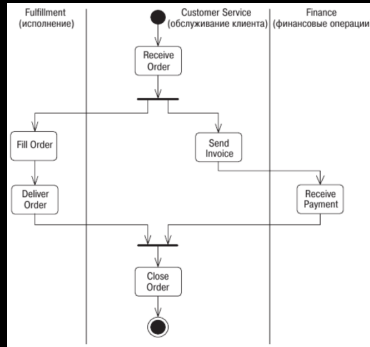 Fulfillment
(исполнение)
Customer Service
(обслуживание клиента)
Finance
(финансовые операции
Receive
Order
Fill Order
Send
Invoice
Deliver
Order
Receive
Payment
Close
Order